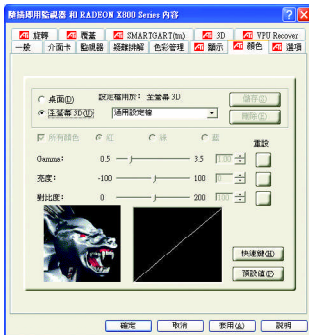 隨插即用監視器 和 RADEON X800 Series 內容
旋轉 覆蓋 SMARTGART(tm) 3D VPU Recover
一般 介面卡 監視器 疑難排解 色彩管理 顯示 顏色 選項
桌面(D) 設定檔用於: 全螢幕 3D 儲存(S)
全螢幕 3D(U) 通用設定檔 刪除(E)
所有顏色 紅 綠 藍
重設
Gamma: 0.5 3.5 1.00
亮度: -100 100 0
對比度: 0 200 100
快速鍵(H)
預設值(D)
確定 取消 套用(A) 說明